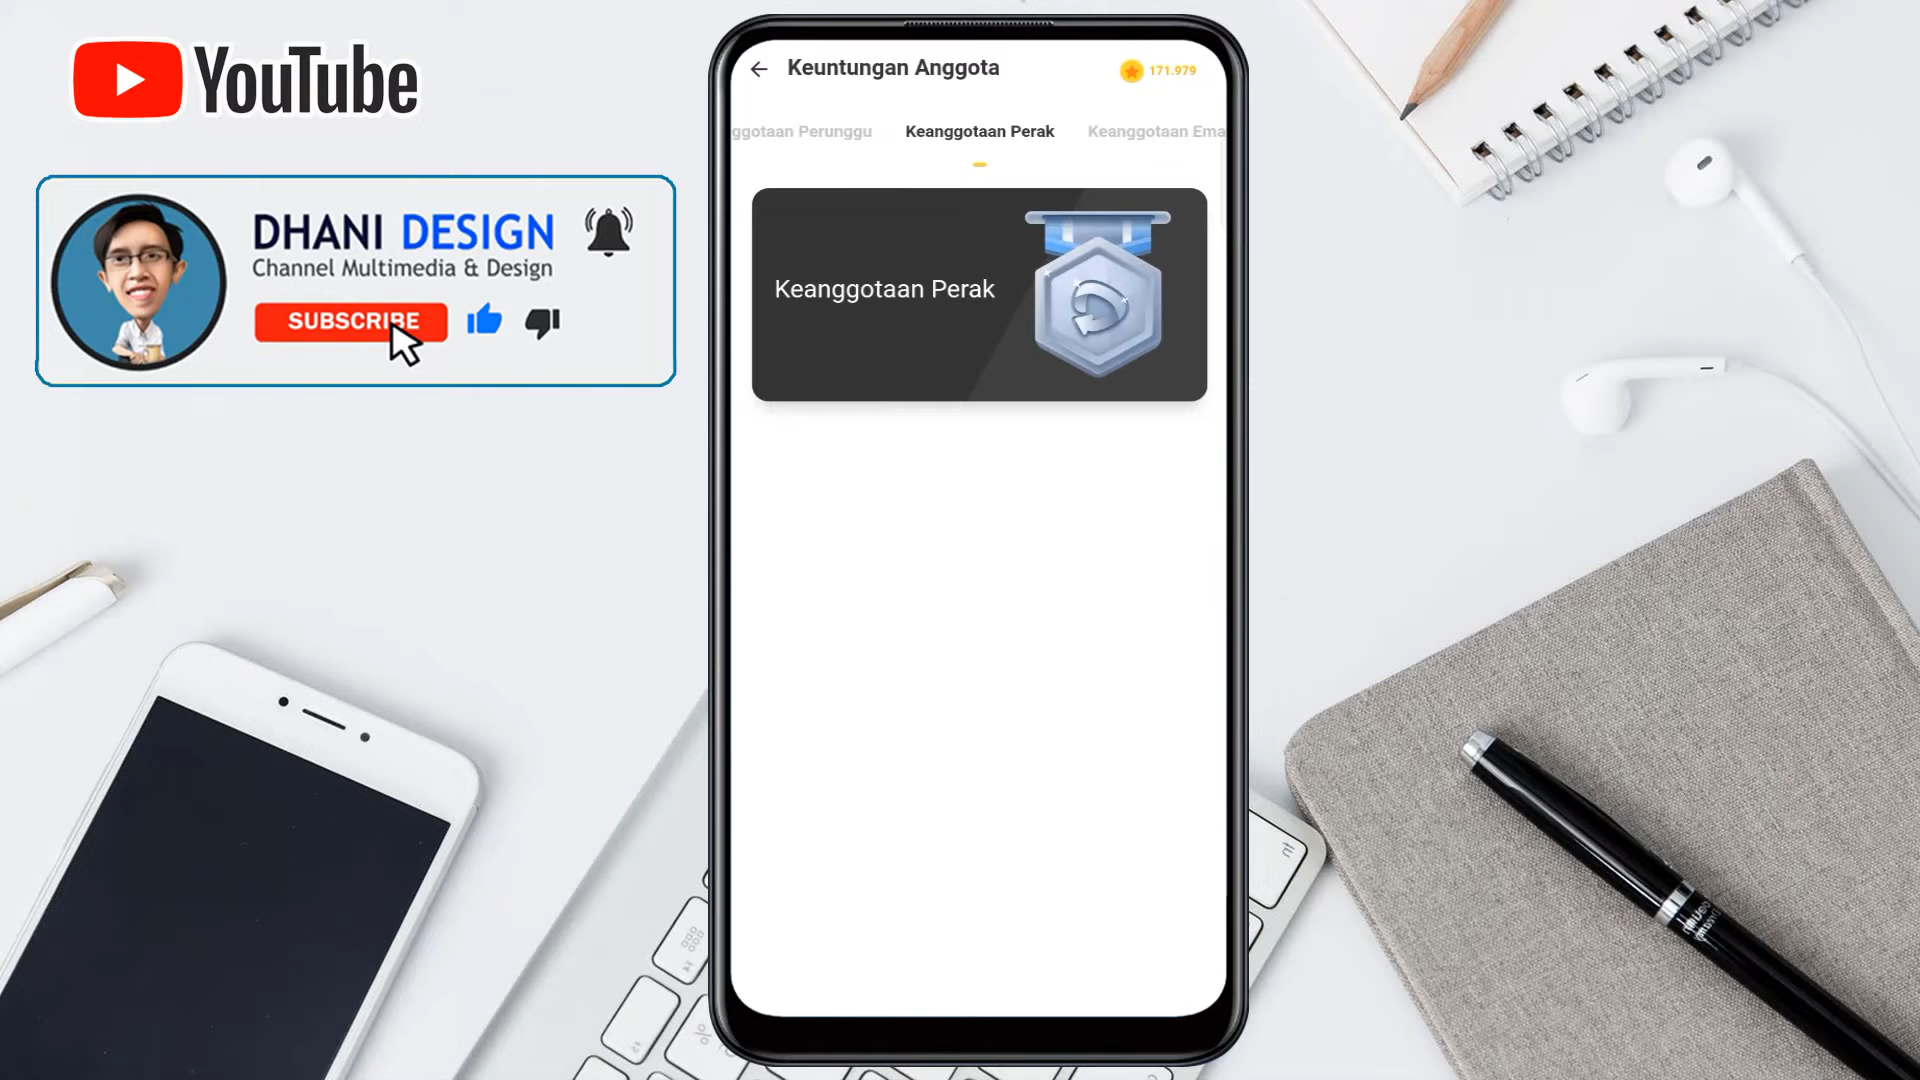 YouTube
DHANI DESIGN
Channel Multimedia & Design
SUBSCRIBE
Keuntungan Anggota
171.979
ggotaan Perunggu
Keanggotaan Perak
Keanggotaan Ema
Keanggotaan Perak